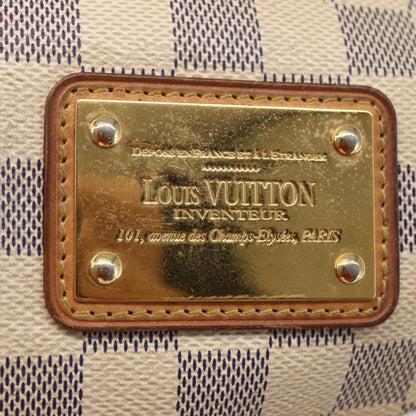 DÉPOSÉ EN FRANCE ET À L'ÉTRANGER
LOUIS VUITTON
INVENTEUR
101, avenue des Champs-Elysées, PARIS